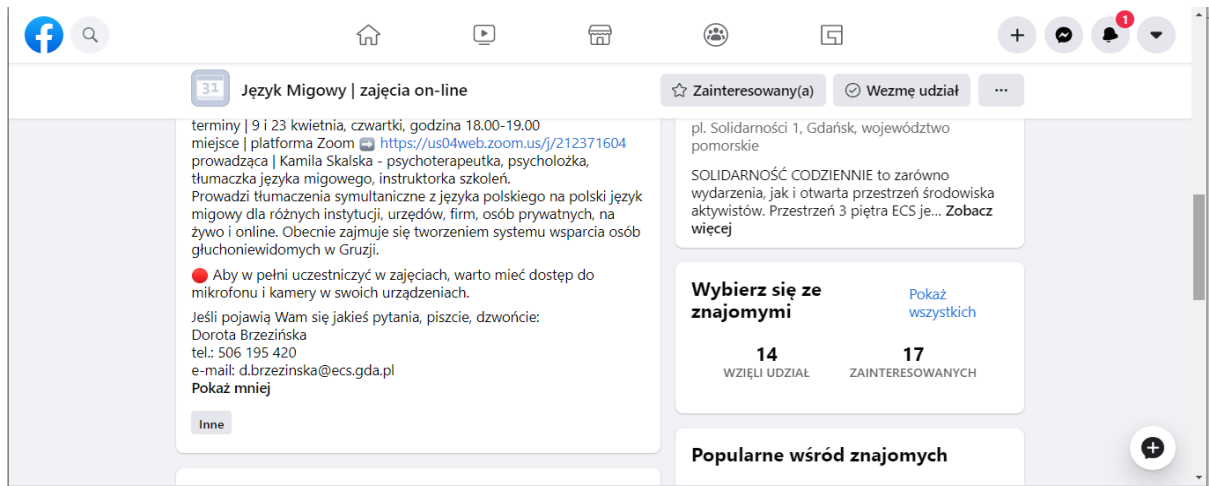 1
31
Język Migowy | zajęcia on-line
Zainteresowany(a)
Wezmę udział
terminy | 9 i 23 kwietnia, czwartki, godzina 18.00-19.00
miejsce | platforma Zoom ➡ https://us04web.zoom.us/j/212371604
prowadząca | Kamila Skalska - psychoterapeutka, psycholożka,
tłumaczka języka migowego, instruktorka szkoleń.
Prowadzi tłumaczenia symultaniczne z języka polskiego na polski język
migowy dla różnych instytucji, urzędów, firm, osób prywatnych, na
żywo i online. Obecnie zajmuje się tworzeniem systemu wsparcia osób
głuchoniewidomych w Gruzji.
🔴 Aby w pełni uczestniczyć w zajęciach, warto mieć dostęp do
mikrofonu i kamery w swoich urządzeniach.
Jeśli pojawią Wam się jakieś pytania, piszcie, dzwońcie:
Dorota Brzezińska
tel.: 506 195 420
e-mail: d.brzezinska@ecs.gda.pl
Pokaż mniej
Inne
pl. Solidarności 1, Gdańsk, województwo
pomorskie
SOLIDARNOŚĆ CODZIENNIE to zarówno
wydarzenia, jak i otwarta przestrzeń środowiska
aktywistów. Przestrzeń 3 piętra ECS je... Zobacz
więcej
Wybierz się ze
znajomymi
Pokaż
wszystkich
14
WZIĘLI UDZIAŁ
17
ZAINTERESOWANYCH
Popularne wśród znajomych